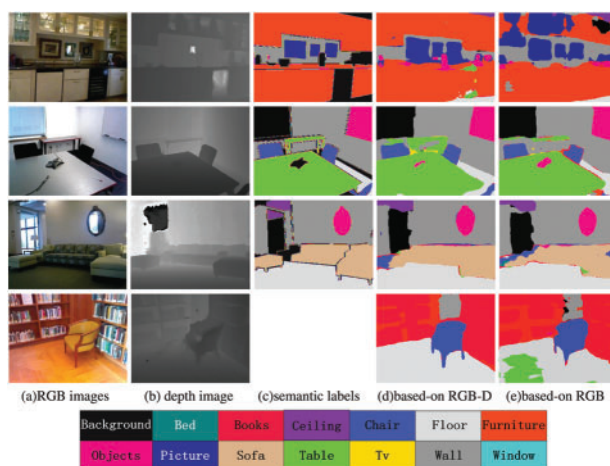 (a)RGB images (b) depth image (c)semantic labels (d)based-on RGB-D (e)based-on RGB
Background Bed Books Ceiling Chair Floor Furniture
Objects Picture Sofa Table Tv Wall Window